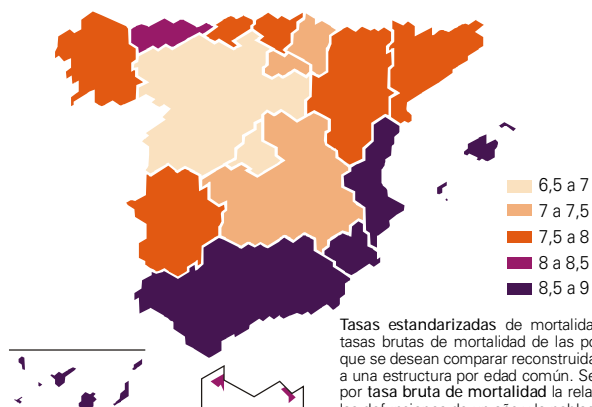 6,5 a 7
7 a 7,5
7,5 a 8
8 a 8,5
8,5 a 9
Tasas estandarizadas de mortalida
tasas brutas de mortalidad de las po
que se desean comparar reconstruida
a una estructura por edad común. Se
por tasa bruta de mortalidad la rela